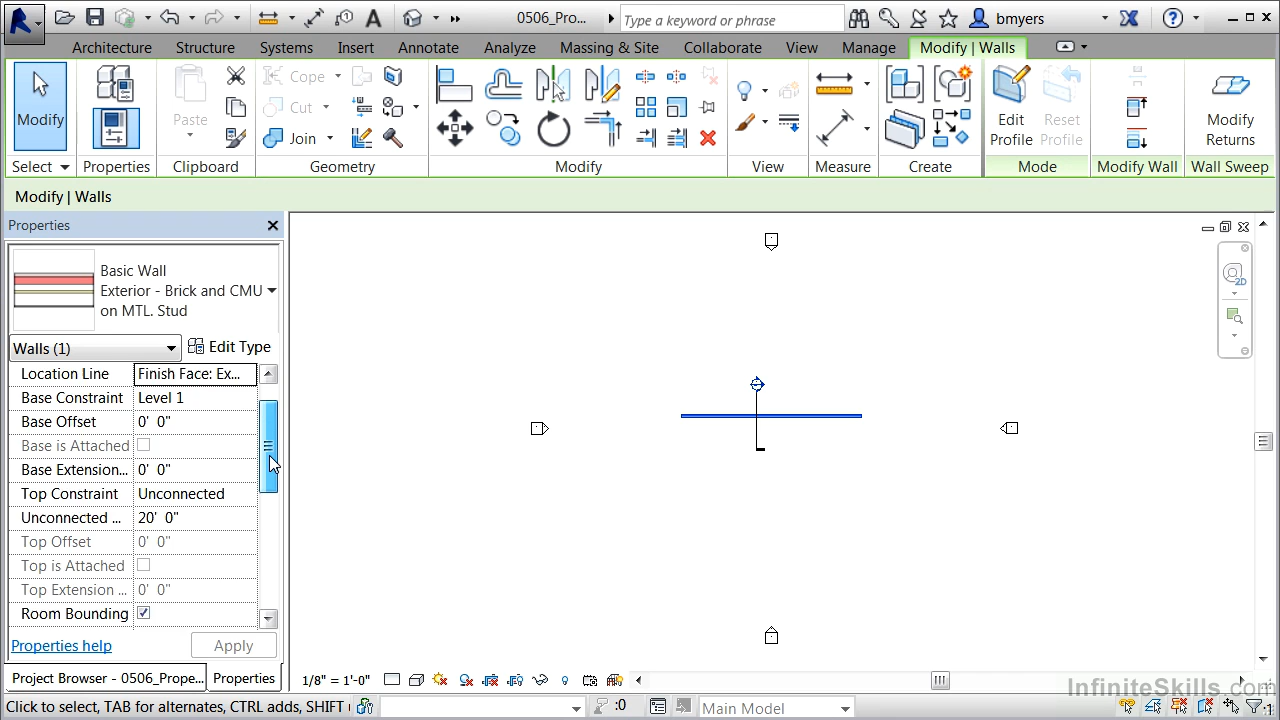 0506_Pro...
Type a keyword or phrase
bmyers
Architecture
Structure
Systems
Insert
Annotate
Analyze
Massing & Site
Collaborate
View
Manage
Modify | Walls
Modify
Paste
Cope
Cut
Join
Edit
Profile
Reset
Profile
Modify
Returns
Select
Properties
Clipboard
Geometry
Modify
View
Measure
Create
Mode
Modify Wall
Wall Sweep
Modify | Walls
Properties
Basic Wall
Exterior - Brick and CMU
on MTL. Stud
Walls (1)
Edit Type
Location Line Finish Face: Ex...
Base Constraint Level 1
Base Offset 0' 0"
Base is Attached
Base Extension... 0' 0"
Top Constraint Unconnected
Unconnected ... 20' 0"
Top Offset 0' 0"
Top is Attached
Top Extension ... 0' 0"
Room Bounding
Properties help
Apply
2D
Project Browser - 0506_Prope...
Properties
1/8" = 1'-0"
InfiniteSkills.com
Click to select, TAB for alternates, CTRL adds, SHIFT
:0
Main Model
:1